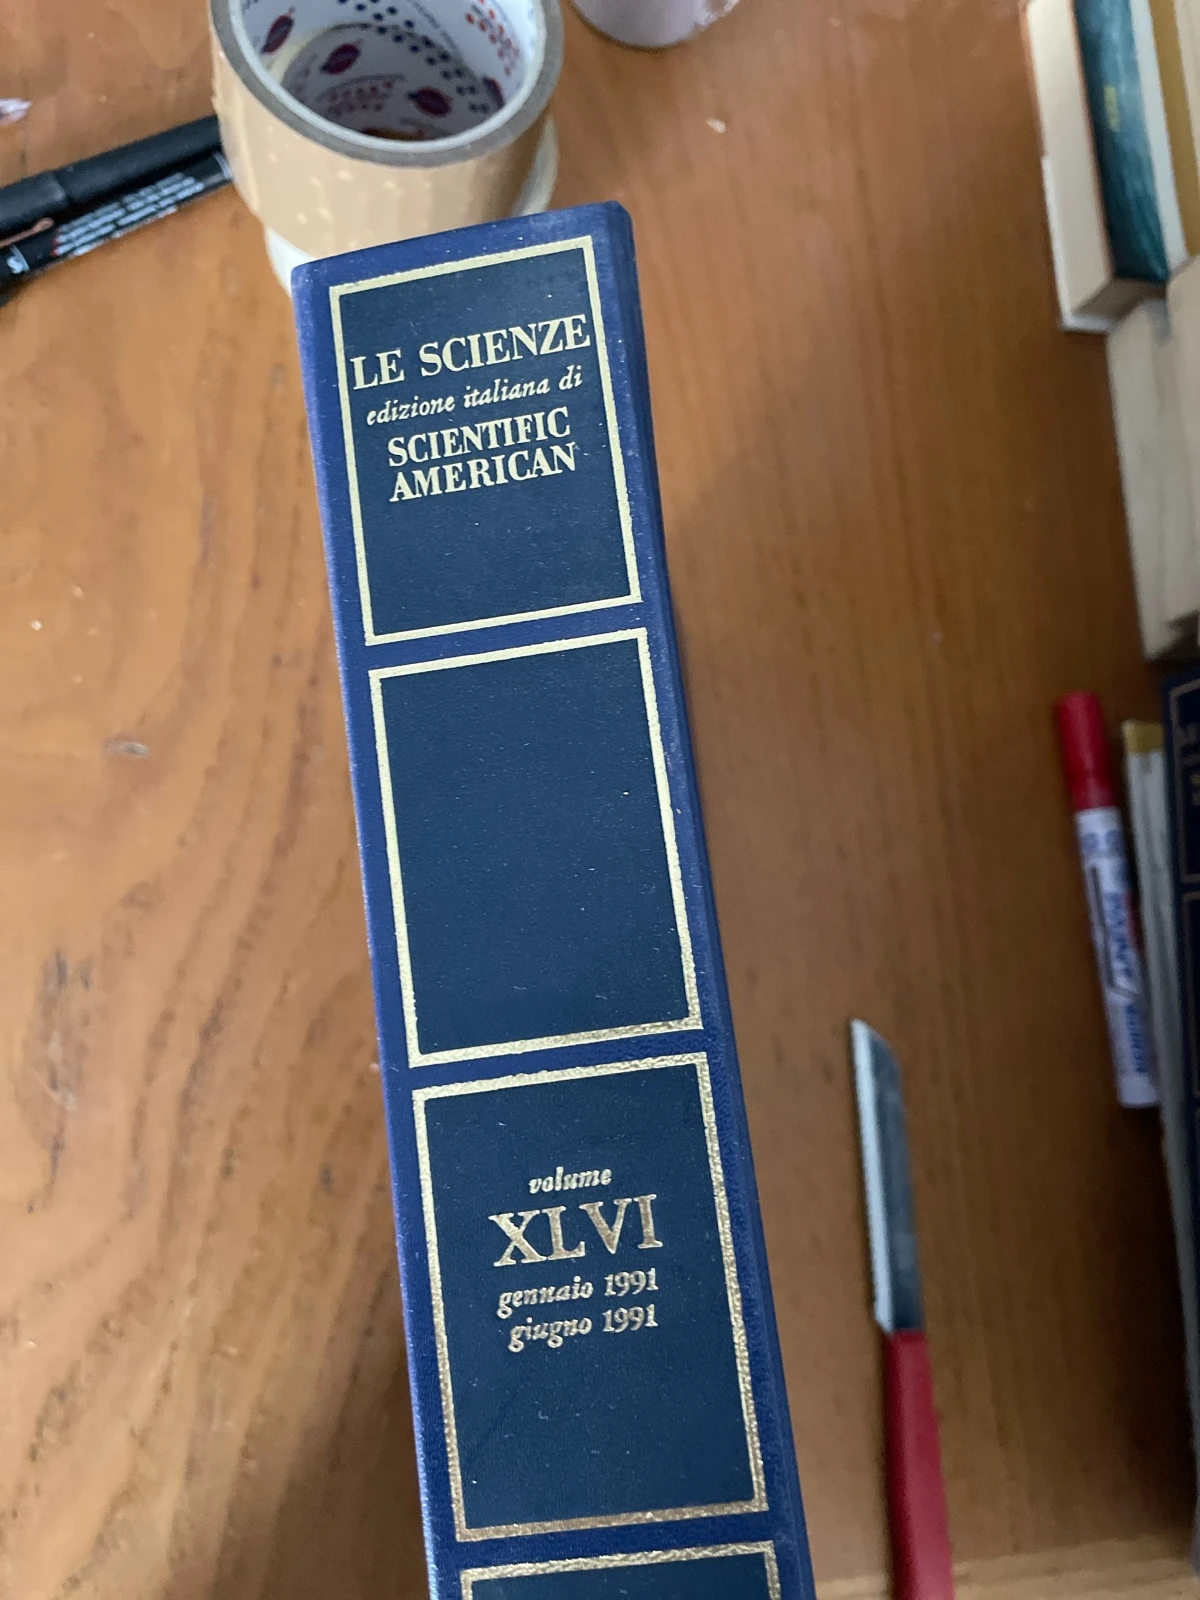 LE SCIENZE
edizione italiana di
SCIENTIFIC
AMERICAN
volume
XLVI
gennaio 1991
giugno 1991